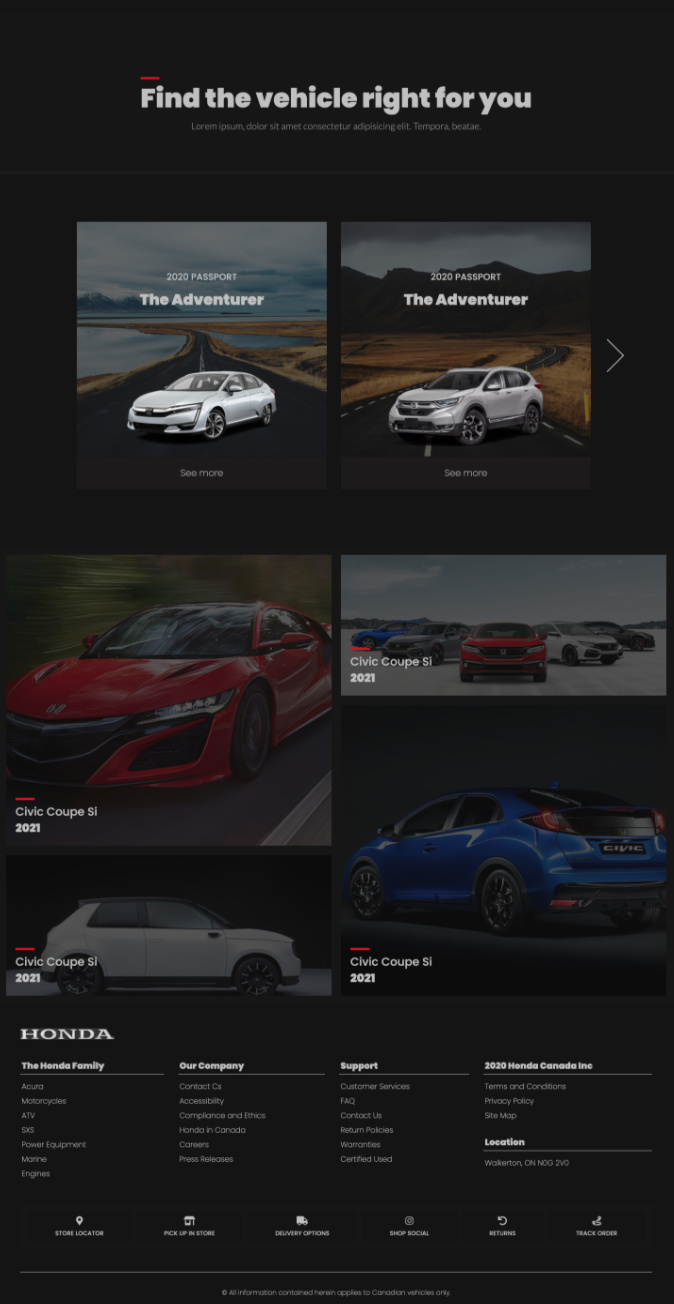 Find the vehicle right for you
Lorem ipsum, dolor sit amet consectetur adipisicing elit. Tempora, beatae.
2020 PASSPORT
The Adventurer
See more
2020 PASSPORT
The Adventurer
See more
Civic Coupe Si
2021
Civic Coupe Si
2021
Civic Coupe Si
2021
CIVIC
Civic Coupe Si
2021
HONDA
The Honda Family
Acura
Motorcycles
ATV
SXS
Power Equipment
Marine
Engines
Our Company
Contact Cs
Accessibility
Compliance and Ethics
Honda in Canada
Careers
Press Releases
Support
Customer Services
FAQ
Contact Us
Return Policies
Warranties
Certified Used
2020 Honda Canada Inc
Terms and Conditions
Privacy Policy
Site Map
Location
Walkerton, ON N0G 2V0
STORE LOCATOR
PICK UP IN STORE
DELIVERY OPTIONS
SHOP SOCIAL
RETURNS
TRACK ORDER
© All information contained herein applies to Canadian vehicles only.